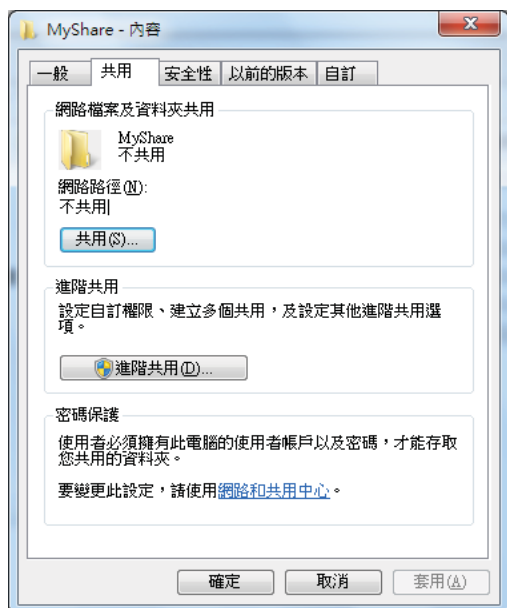 MyShare - 內容
一般 共用 安全性 以前的版本 自訂
網路檔案及資料夾共用
MyShare
不共用
網路路徑(N):
不共用
共用(S)...
進階共用
設定自訂權限、建立多個共用，及設定其他進階共用選
項。
進階共用(D)...
密碼保護
使用者必須擁有此電腦的使用者帳戶以及密碼，才能存取
您共用的資料夾。
要變更此設定，請使用網路和共用中心。
確定 取消 套用(A)